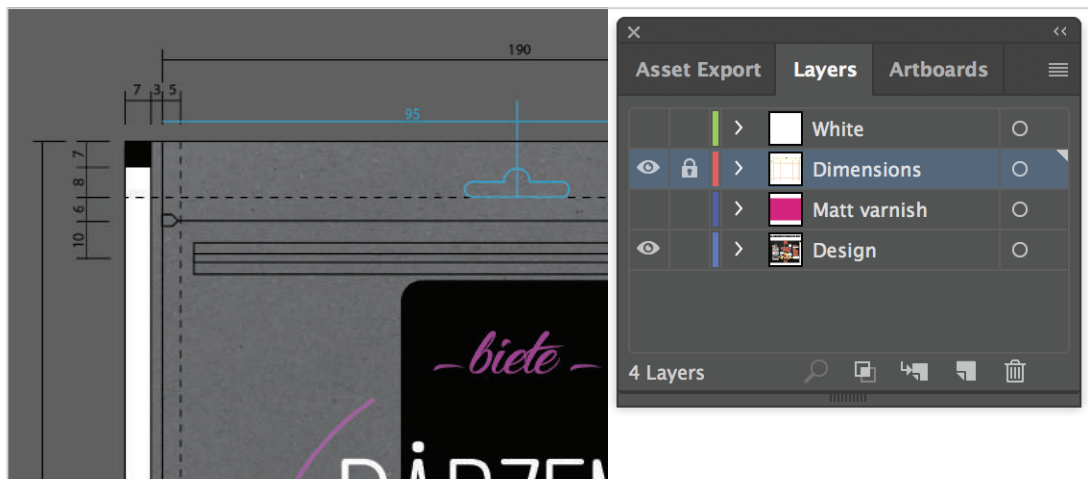 190
7 3 5
95
7
8
6
10
– biete –
Asset Export Layers Artboards
White
Dimensions
Matt varnish
Design
4 Layers